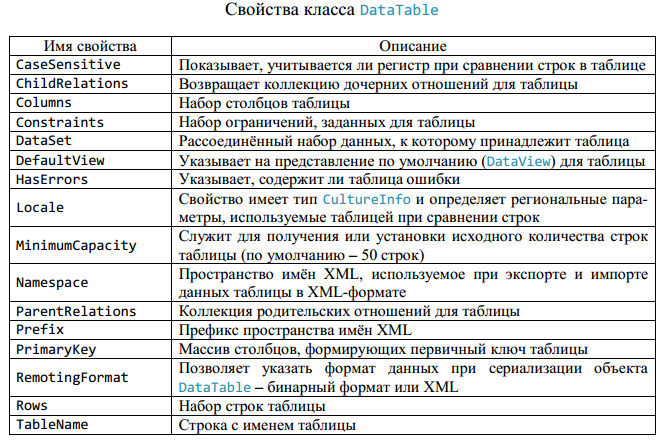 Свойства класса DataTable
Имя свойства Описание
CaseSensitive Показывает, учитывается ли регистр при сравнении строк в таблице
ChildRelations Возвращает коллекцию дочерних отношений для таблицы
Columns Набор столбцов таблицы
Constraints Набор ограничений, заданных для таблицы
DataSet Рассоединённый набор данных, к которому принадлежит таблица
DefaultView Указывает на представление по умолчанию (DataView) для таблицы
HasErrors Указывает, содержит ли таблица ошибки
Locale Свойство имеет тип CultureInfo и определяет региональные пара-
метры, используемые таблицей при сравнении строк
MinimumCapacity Служит для получения или установки исходного количества строк
таблицы (по умолчанию – 50 строк)
Namespace Пространство имён XML, используемое при экспорте и импорте
данных таблицы в XML-формате
ParentRelations Коллекция родительских отношений для таблицы
Prefix Префикс пространства имён XML
PrimaryKey Массив столбцов, формирующих первичный ключ таблицы
RemotingFormat Позволяет указать формат данных при сериализации объекта
DataTable – бинарный формат или XML
Rows Набор строк таблицы
TableName Строка с именем таблицы